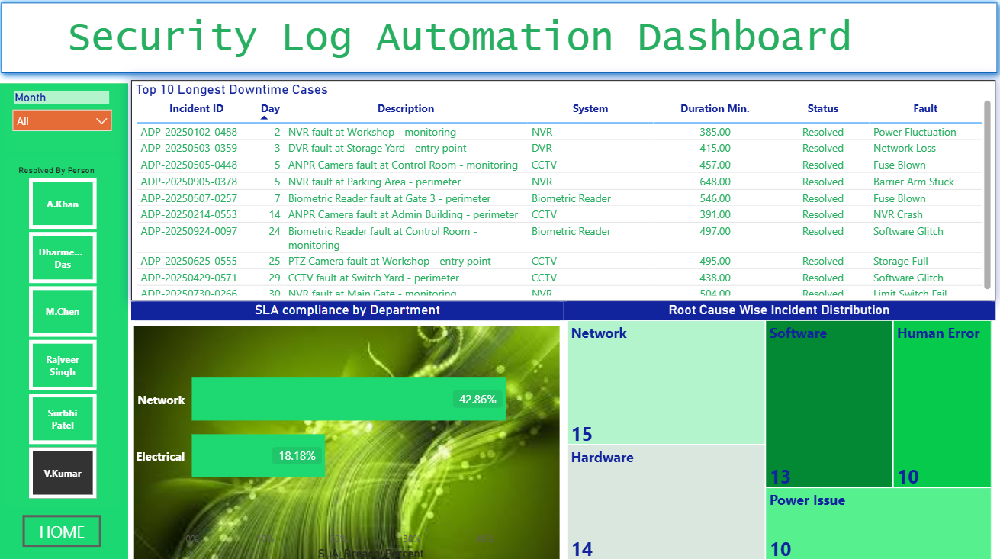 Security Log Automation Dashboard
Month
All
Resolved By Person
A.Khan
Dharme...
Das
M.Chen
Rajveer
Singh
Surbhi
Patel
V.Kumar
HOME
Top 10 Longest Downtime Cases
Incident ID Day Description System Duration Min. Status Fault
ADP-20250102-0488 2 NVR fault at Workshop - monitoring NVR 385.00 Resolved Power Fluctuation
ADP-20250503-0359 3 DVR fault at Storage Yard - entry point DVR 415.00 Resolved Network Loss
ADP-20250505-0448 5 ANPR Camera fault at Control Room - monitoring CCTV 457.00 Resolved Fuse Blown
ADP-20250905-0378 5 NVR fault at Parking Area - perimeter NVR 648.00 Resolved Barrier Arm Stuck
ADP-20250507-0257 7 Biometric Reader fault at Gate 3 - perimeter Biometric Reader 546.00 Resolved Fuse Blown
ADP-20250214-0553 14 ANPR Camera fault at Admin Building - perimeter CCTV 391.00 Resolved NVR Crash
ADP-20250924-0097 24 Biometric Reader fault at Control Room - Biometric Reader 497.00 Resolved Software Glitch
monitoring
ADP-20250625-0555 25 PTZ Camera fault at Workshop - entry point CCTV 495.00 Resolved Storage Full
ADP-20250429-0571 29 CCTV fault at Switch Yard - perimeter CCTV 438.00 Resolved Software Glitch
ADP-20250730-0266 30 NVR fault at Main Gate - monitoring NVR 504.00 Resolved Limit Switch Fail
SLA compliance by Department
Network 42.86%
Electrical 18.18%
0% 10% 20% 30% 40%
SLA_Breach_Percent
Root Cause Wise Incident Distribution
Network
15
Hardware
14
Software
13
Human Error
10
Power Issue
10